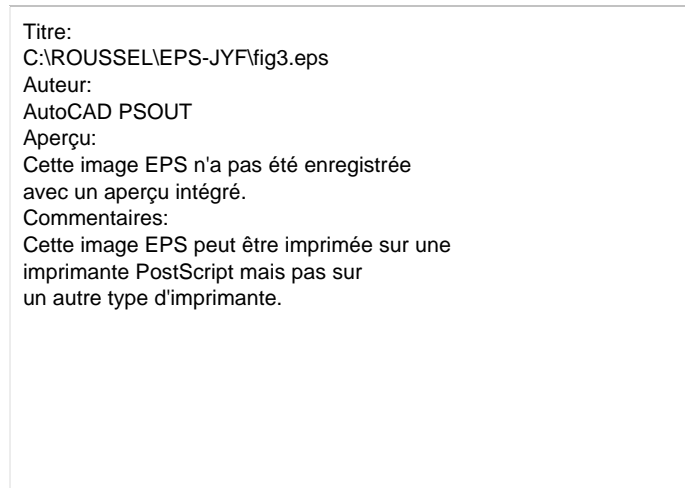 Titre:
C:\ROUSSEL\EPS-JYF\fig3.eps
Auteur:
AutoCAD PSOUT
Aperçu:
Cette image EPS n'a pas été enregistrée
avec un aperçu intégré.
Commentaires:
Cette image EPS peut être imprimée sur une
imprimante PostScript mais pas sur
un autre type d'imprimante.